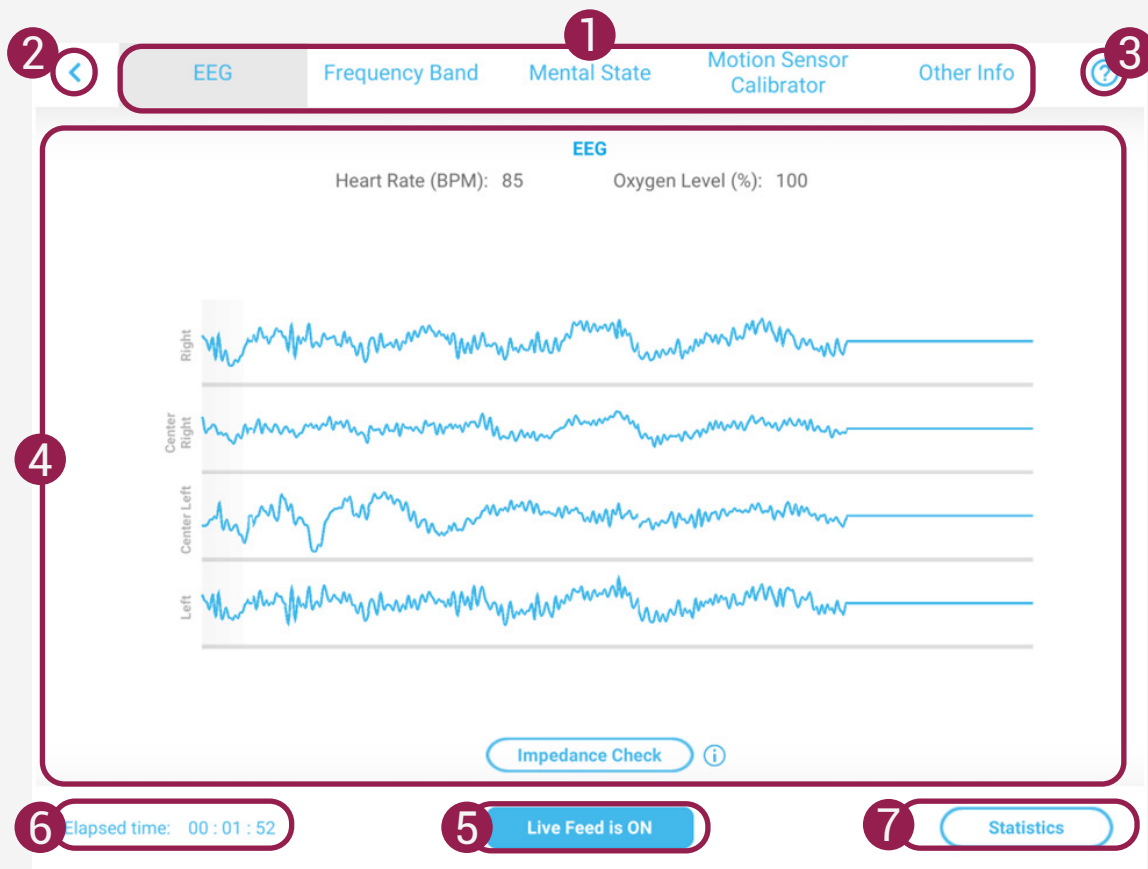 1
2
3
EEG
Frequency Band
Mental State
Motion Sensor
Calibrator
Other Info
?
EEG
Heart Rate (BPM): 85
Oxygen Level (%): 100
Right
Center
Right
4
Center Left
Left
Impedance Check
i
6
Elapsed time: 00 : 01 : 52
5
Live Feed is ON
7
Statistics